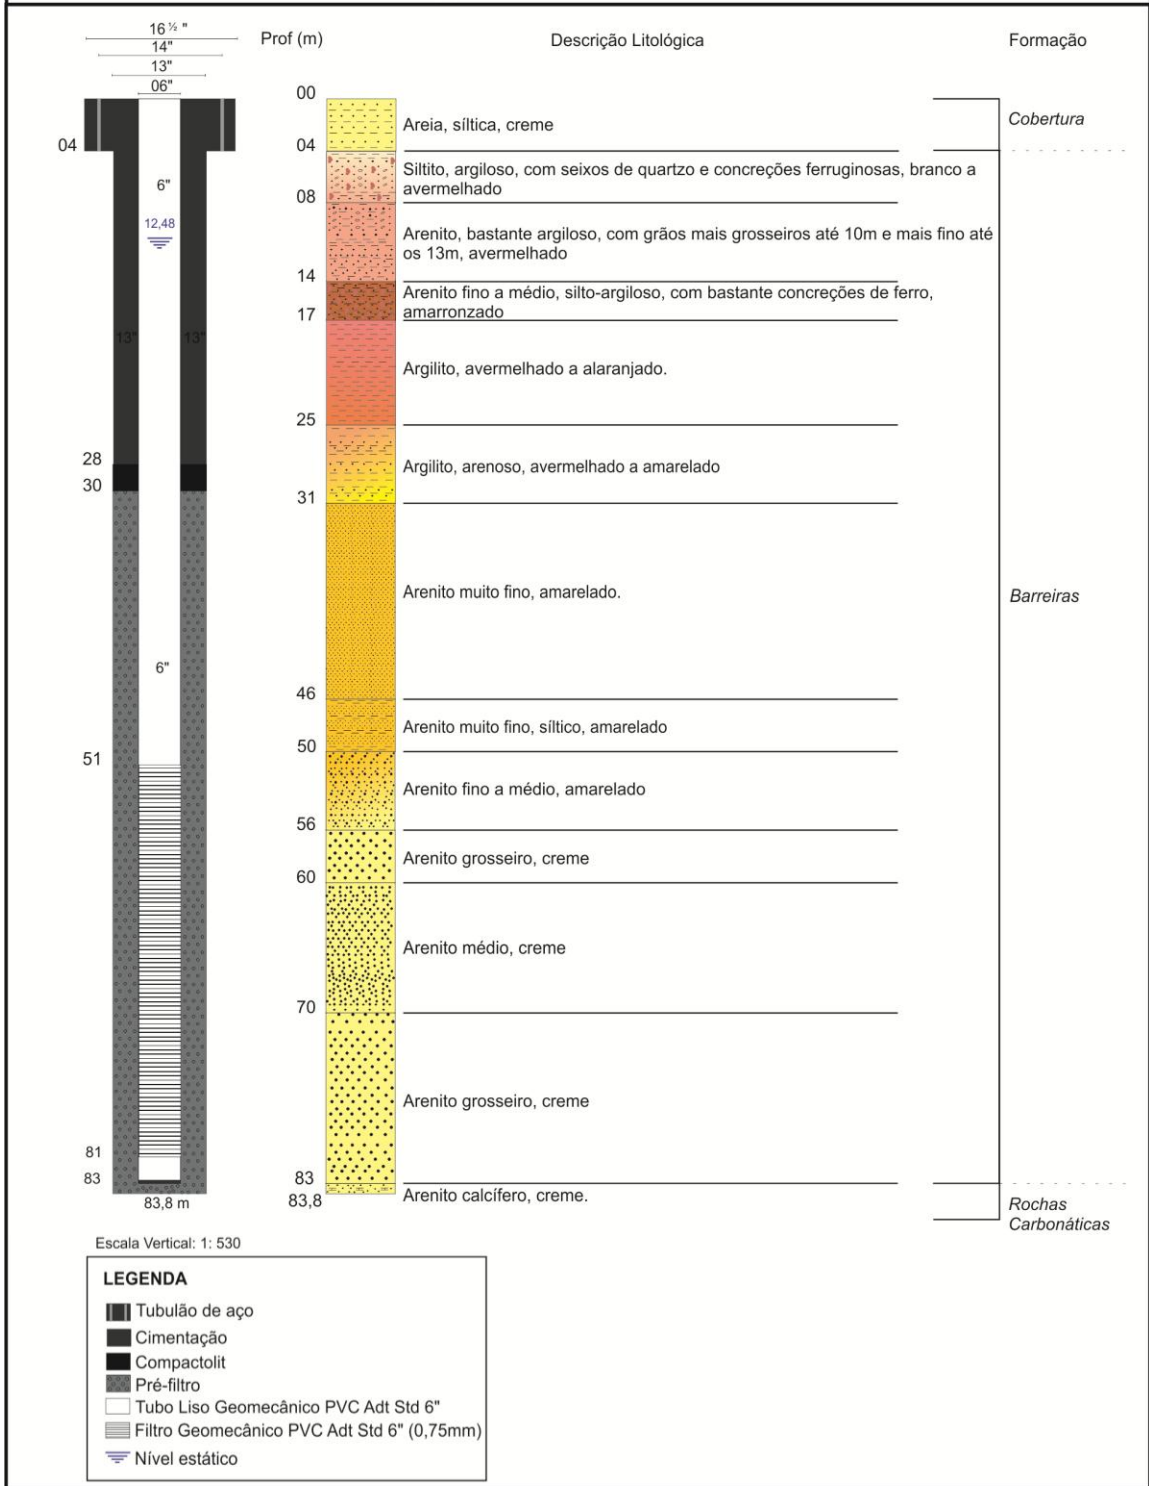 16 ½ "
14"
13"
06"
Prof (m)
Descrição Litológica
Formação
00
04
08
14
17
25
31
46
50
56
60
70
83
83,8
04
28
30
51
81
83
6"
12,48
13"
13"
6"
83,8 m
Areia, síltica, creme
Siltito, argiloso, com seixos de quartzo e concreções ferruginosas, branco a
avermelhado
Arenito, bastante argiloso, com grãos mais grosseiros até 10m e mais fino até
os 13m, avermelhado
Arenito fino a médio, silto-argiloso, com bastante concreções de ferro,
amarronzado
Argilito, avermelhado a alaranjado.
Argilito, arenoso, avermelhado a amarelado
Arenito muito fino, amarelado.
Arenito muito fino, síltico, amarelado
Arenito fino a médio, amarelado
Arenito grosseiro, creme
Arenito médio, creme
Arenito grosseiro, creme
Arenito calcífero, creme.
Cobertura
Barreiras
Rochas
Carbonáticas
Escala Vertical: 1: 530
LEGENDA
Tubulão de aço
Cimentação
Compactolit
Pré-filtro
Tubo Liso Geomecânico PVC Adt Std 6"
Filtro Geomecânico PVC Adt Std 6" (0,75mm)
Nível estático